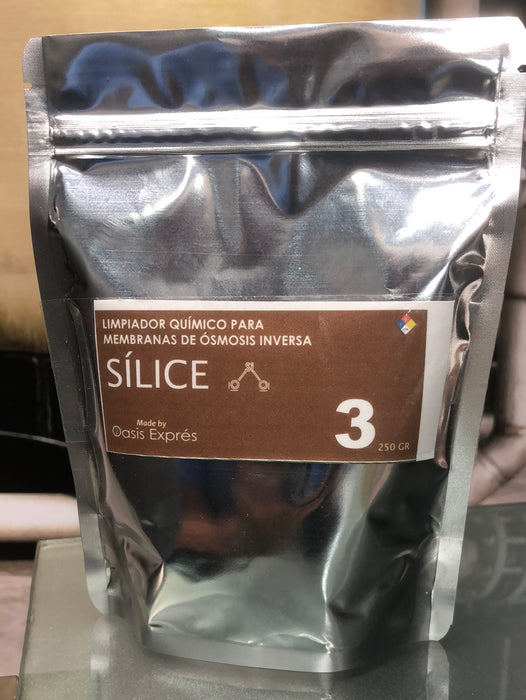 LIMPIADOR QUÍMICO PARA
MEMBRANAS DE ÓSMOSIS INVERSA
SÍLICE
Made by
Oasis Exprés
3
250 GR